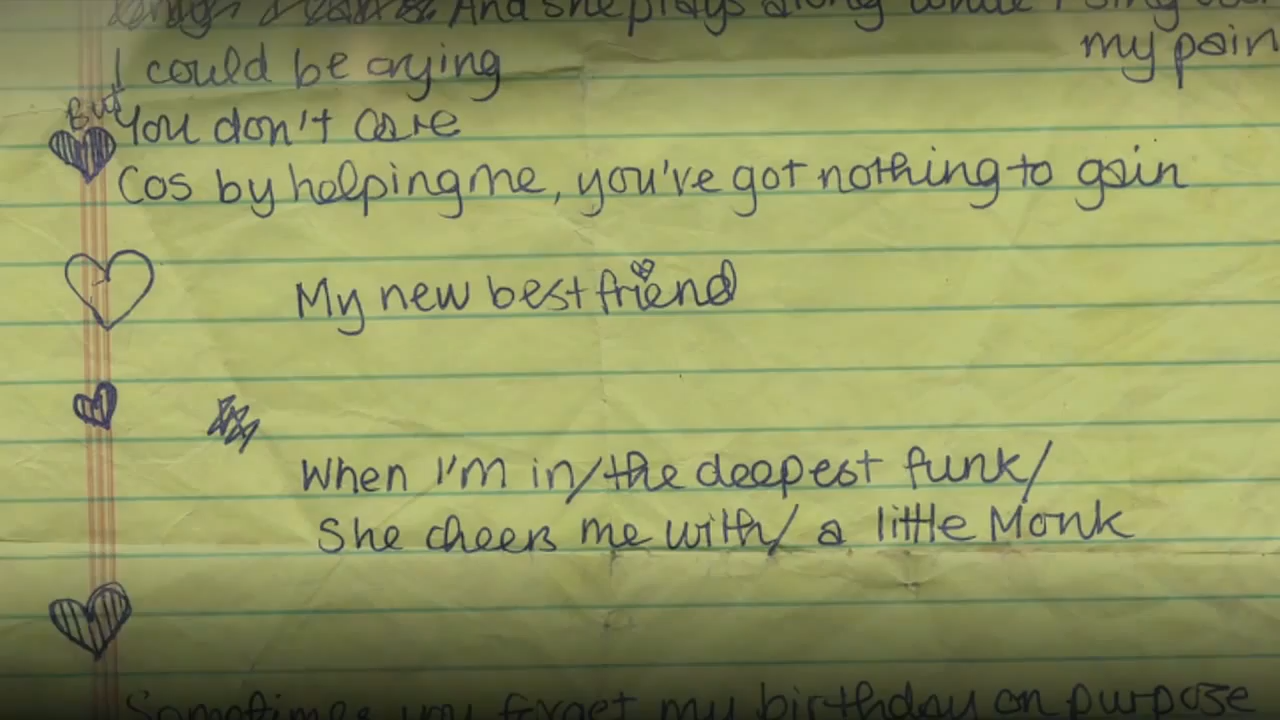 And she plays along while I sing
my pain
I could be crying
But
You don't care
Cos by helping me, you've got nothing to gain
My new best friend
When I'm in/the deepest funk/
She cheers me with/ a little Monk
Sometimes you forget my birthday on purpose